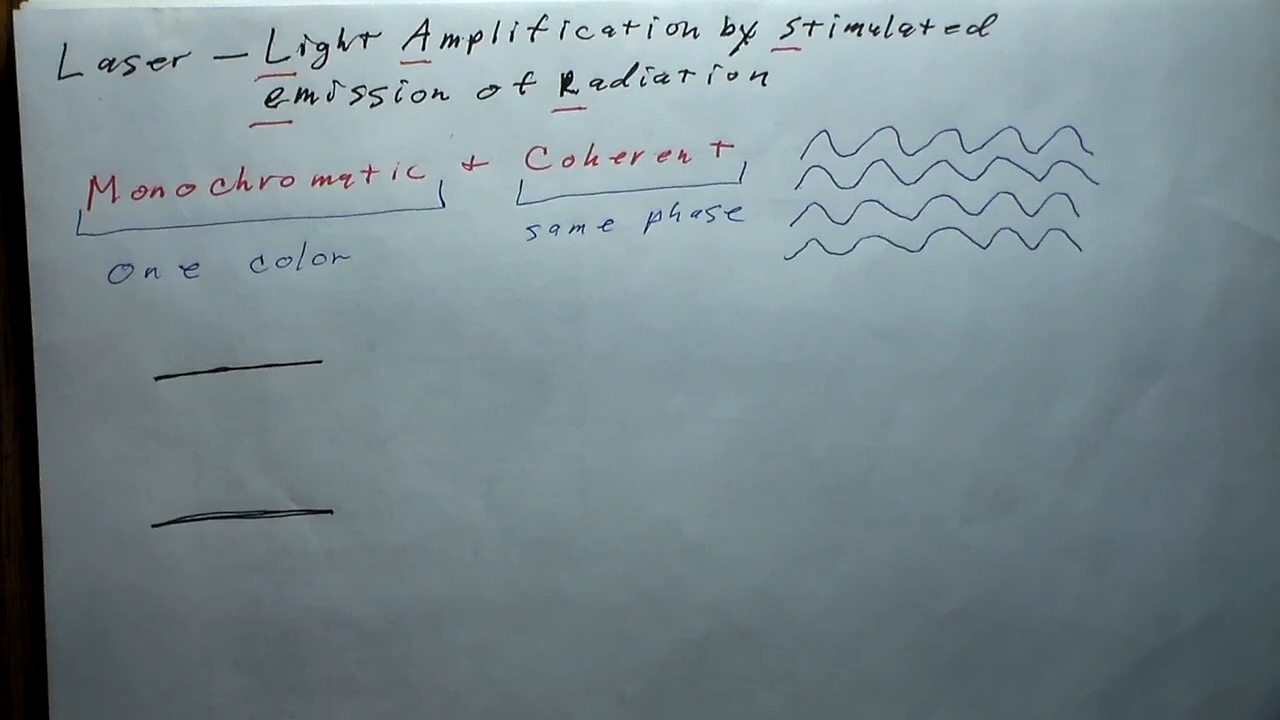 Laser - Light Amplification by Stimulated
emission of Radiation
Monochromatic + Coherent
one color
same phase